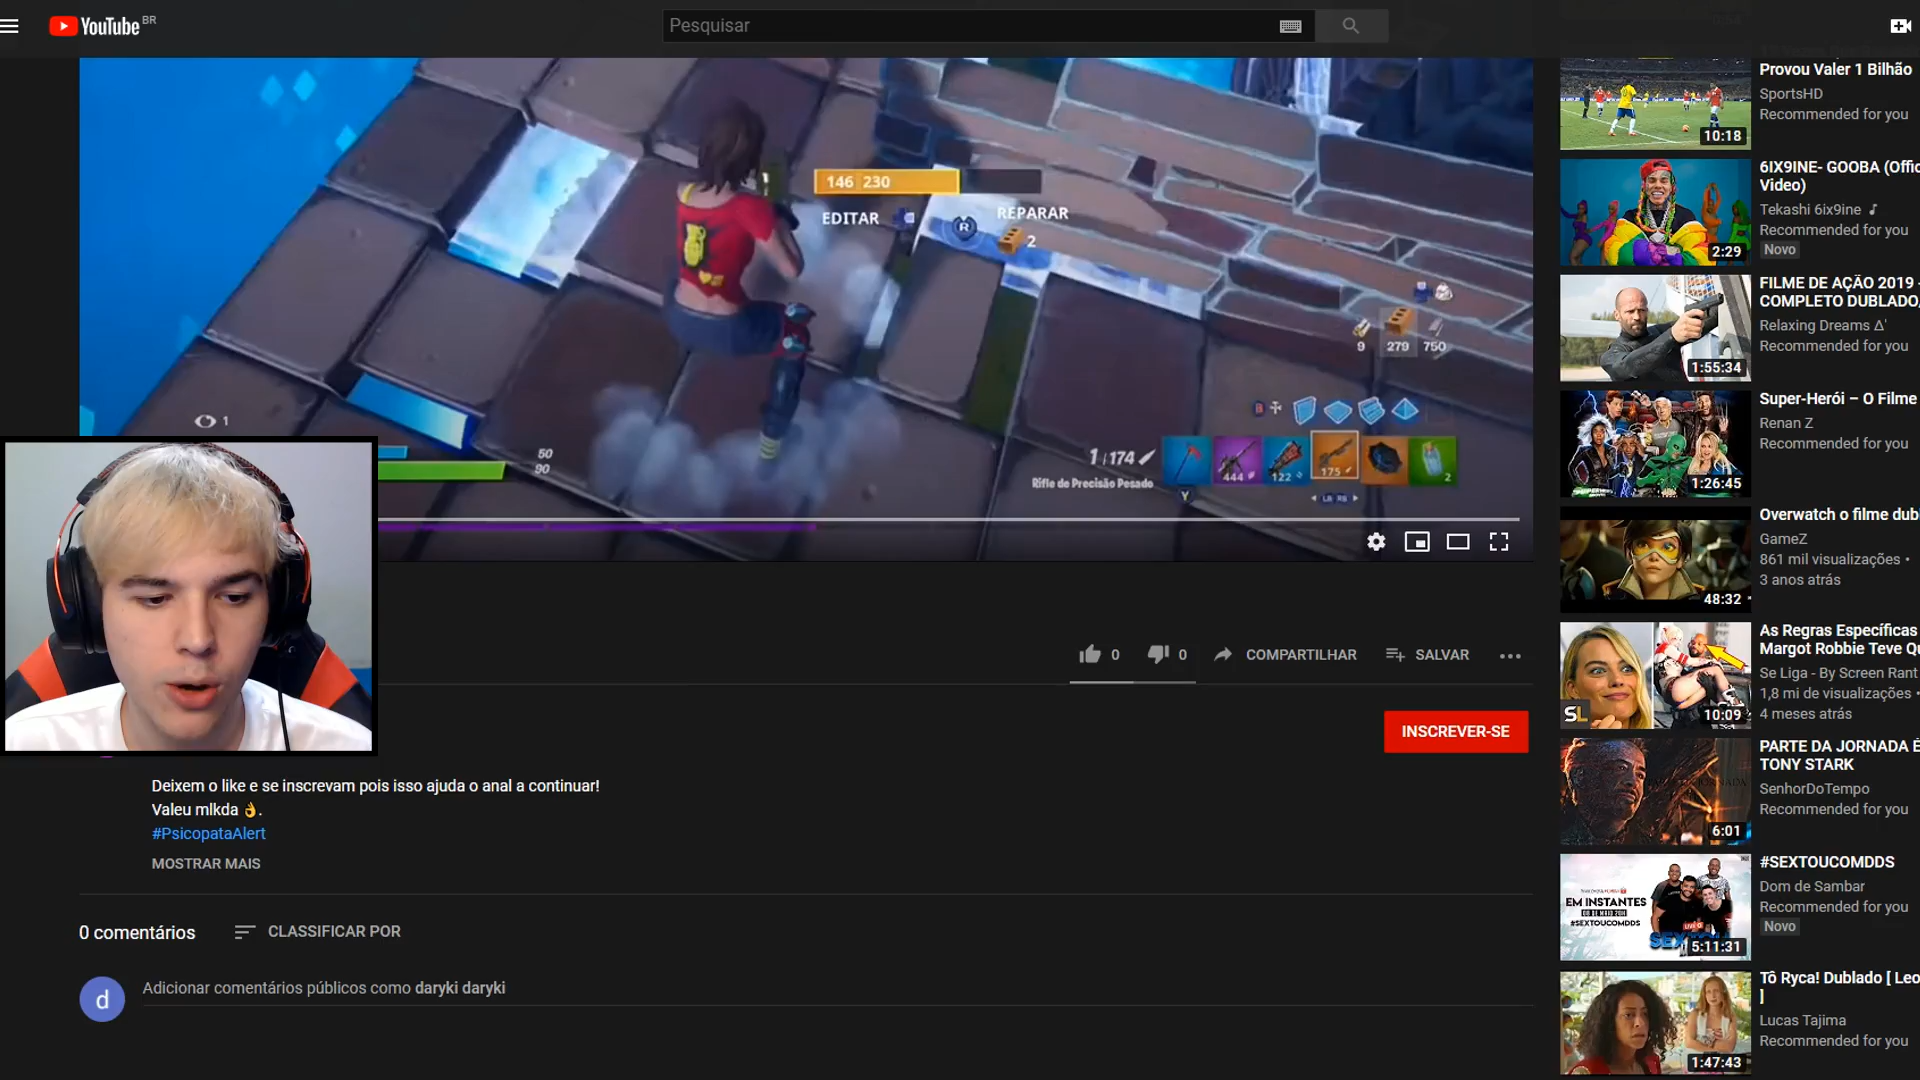 YouTube BR
Pesquisar
146 230
EDITAR
R
REPARAR
2
9 279 750
1
50
90
1 174
Rifle de Precisão Pesado
444
122
175
2
Y
LB RB
B
0
0
COMPARTILHAR
SALVAR
INSCREVER-SE
Deixem o like e se inscrevam pois isso ajuda o anal a continuar!
Valeu mlkda 👌.
#PsicopataAlert
MOSTRAR MAIS
0 comentários
CLASSIFICAR POR
d
Adicionar comentários públicos como daryki daryki
Provou Valer 1 Bilhão
SportsHD
Recommended for you
10:18
6IX9INE- GOOBA (Offic
Video)
Tekashi 6ix9ine ♪
Recommended for you
Novo
2:29
FILME DE AÇÃO 2019 -
COMPLETO DUBLADO
Relaxing Dreams Δ'
Recommended for you
1:55:34
Super-Herói – O Filme
Renan Z
Recommended for you
1:26:45
Overwatch o filme dubl
GameZ
861 mil visualizações •
3 anos atrás
48:32
As Regras Específicas
Margot Robbie Teve Qu
Se Liga - By Screen Rant
1,8 mi de visualizações •
4 meses atrás
SL
10:09
PARTE DA JORNADA É
TONY STARK
SenhorDoTempo
Recommended for you
6:01
#SEXTOUCOMDDS
Dom de Sambar
Recommended for you
Novo
EM INSTANTES
#SEXTOUCOMDDS
5:11:31
Tô Ryca! Dublado [ Leo
]
Lucas Tajima
Recommended for you
1:47:43